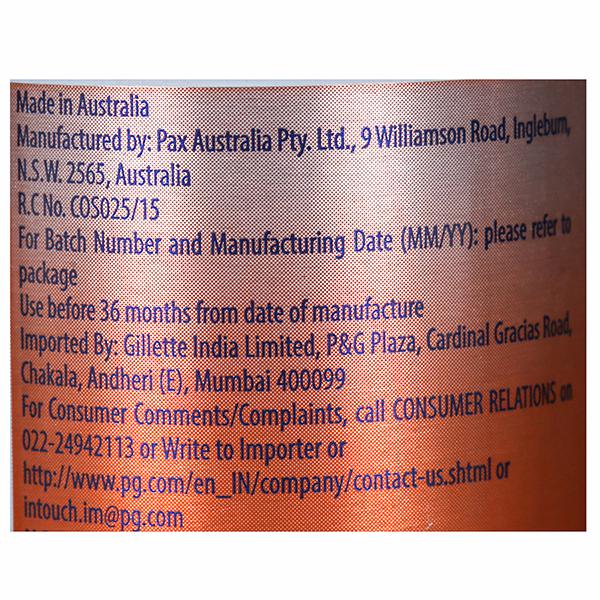 Made in Australia
Manufactured by: Pax Australia Pty. Ltd., 9 Williamson Road, Ingleburn,
N.S.W. 2565, Australia
R.C No. COS025/15
For Batch Number and Manufacturing Date (MM/YY): please refer to
package
Use before 36 months from date of manufacture
Imported By: Gillette India Limited, P&G Plaza, Cardinal Gracias Road,
Chakala, Andheri (E), Mumbai 400099
For Consumer Comments/Complaints, call CONSUMER RELATIONS on
022-24942113 or Write to Importer or
http://www.pg.com/en_IN/company/contact-us.shtml or
intouch.im@pg.com